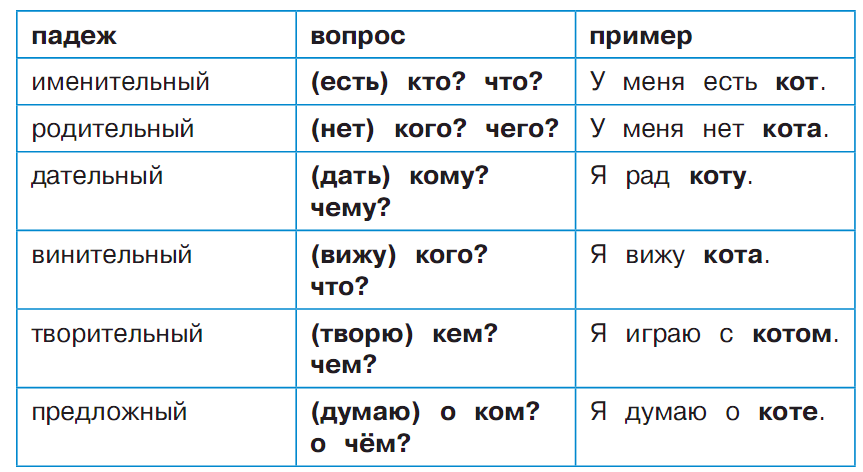 падеж вопрос пример
именительный (есть) кто? что? У меня есть кот.
родительный (нет) кого? чего? У меня нет кота.
дательный (дать) кому? Я рад коту.
чему?
винительный (вижу) кого? Я вижу кота.
что?
творительный (творю) кем? Я играю с котом.
чем?
предложный (думаю) о ком? Я думаю о коте.
о чём?